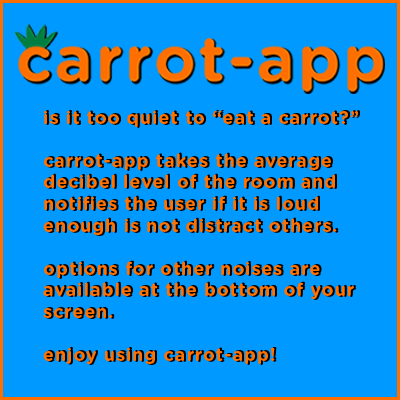 carrot-app
is it too quiet to “eat a carrot?”
carrot-app takes the average
decibel level of the room and
notifies the user if it is loud
enough is not distract others.
options for other noises are
available at the bottom of your
screen.
enjoy using carrot-app!